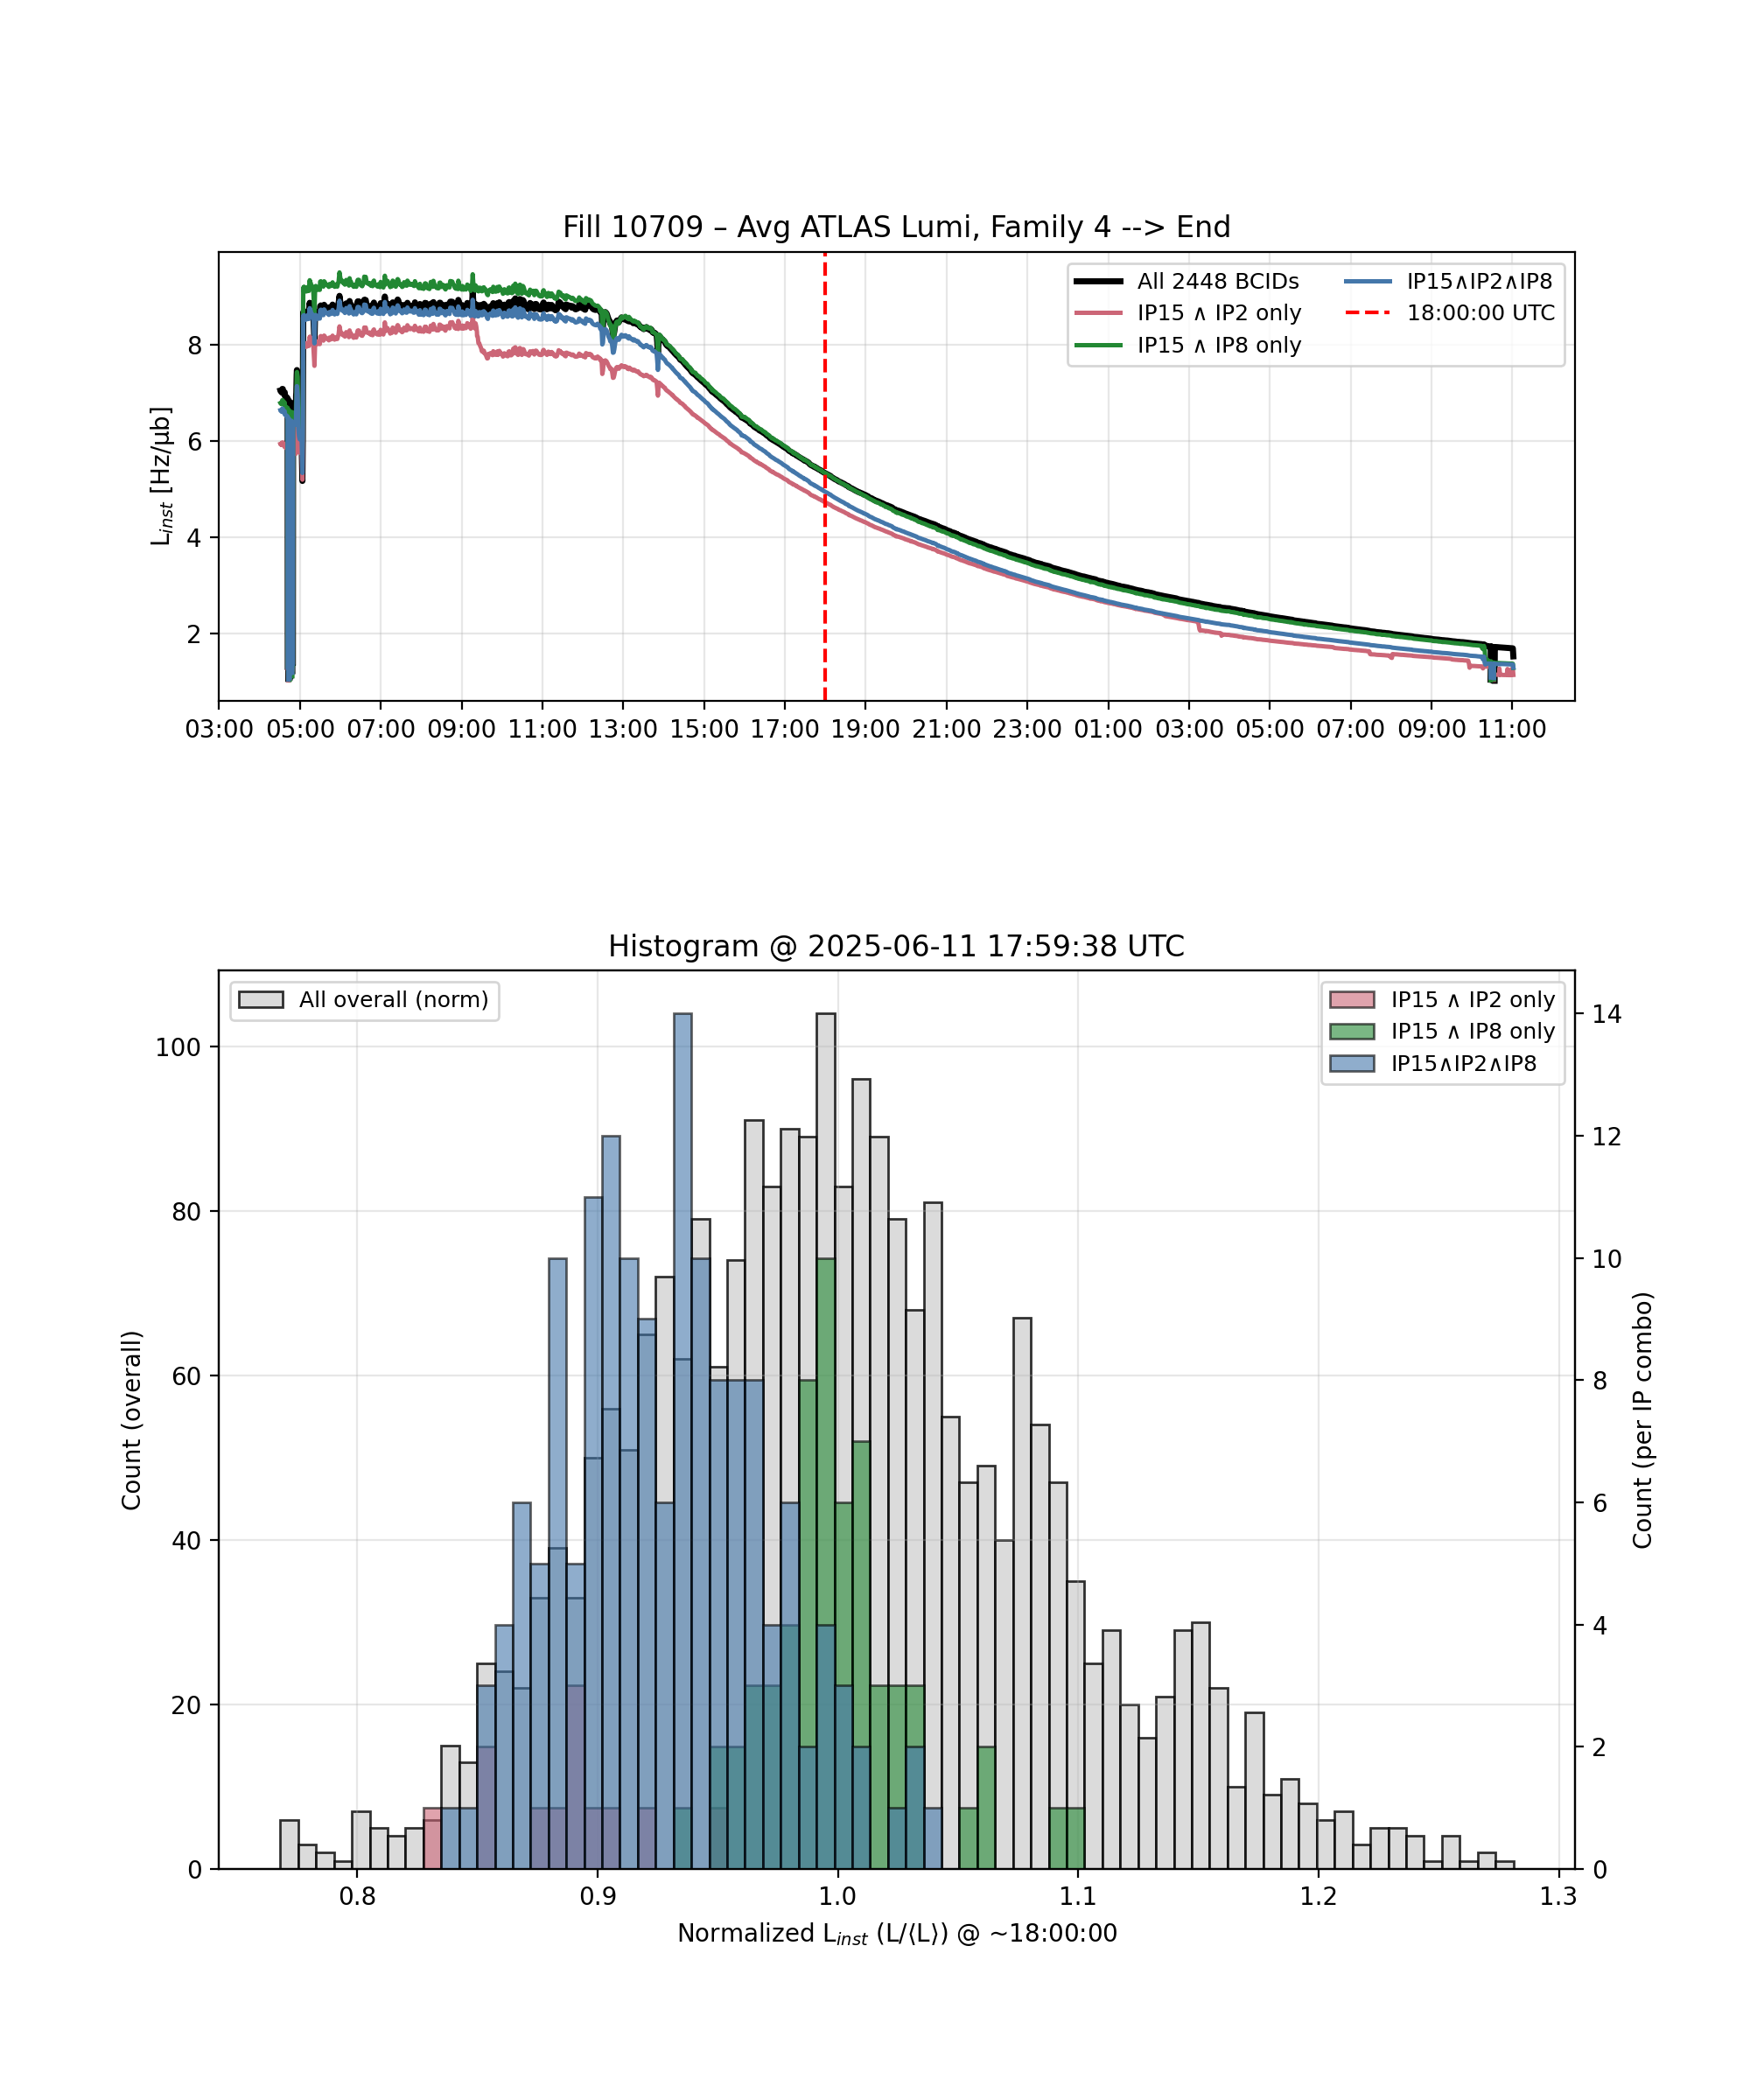 Fill 10709 – Avg ATLAS Lumi, Family 4 --> End
L_inst [Hz/μb]
8
6
4
2
All 2448 BCIDs
IP15 ∧ IP2 only
IP15 ∧ IP8 only
IP15∧IP2∧IP8
18:00:00 UTC
03:00 05:00 07:00 09:00 11:00 13:00 15:00 17:00 19:00 21:00 23:00 01:00 03:00 05:00 07:00 09:00 11:00
Histogram @ 2025-06-11 17:59:38 UTC
Count (overall)
100
80
60
40
20
0
All overall (norm)
IP15 ∧ IP2 only
IP15 ∧ IP8 only
IP15∧IP2∧IP8
14
12
10
8
6
4
2
0
Count (per IP combo)
0.8 0.9 1.0 1.1 1.2 1.3
Normalized L_inst (L/⟨L⟩) @ ~18:00:00